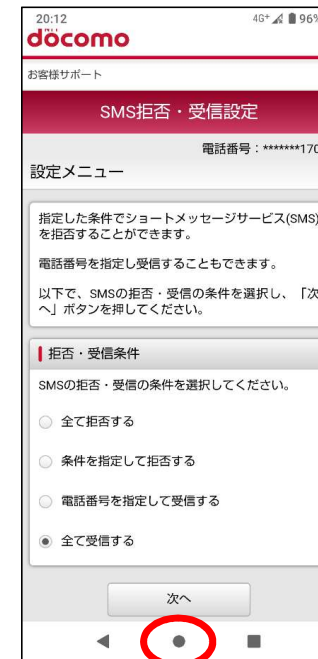 20:12
4G+ 96%
döcomo
お客様サポート
SMS拒否・受信設定
電話番号：*******170
設定メニュー
指定した条件でショートメッセージサービス(SMS)
を拒否することができます。
電話番号を指定し受信することもできます。
以下で、SMSの拒否・受信の条件を選択し、「次
へ」ボタンを押してください。
拒否・受信条件
SMSの拒否・受信の条件を選択してください。
全て拒否する
条件を指定して拒否する
電話番号を指定して受信する
全て受信する
次へ